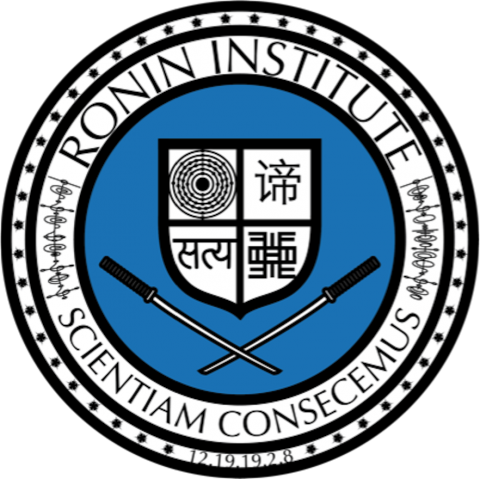 RONIN INSTITUTE
谛
सत्य
SCIENTIAM CONSECEMUS
12.19.19.2.8